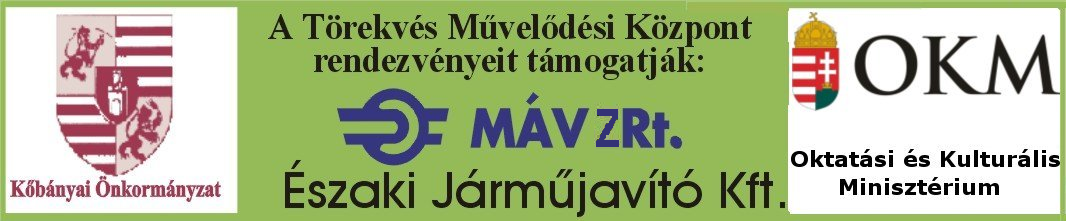 Kőbányai Önkormányzat
A Törekvés Művelődési Központ
rendezvényeit támogatják:
MÁV ZRt.
Északi Járműjavító Kft.
OKM
Oktatási és Kulturális
Minisztérium